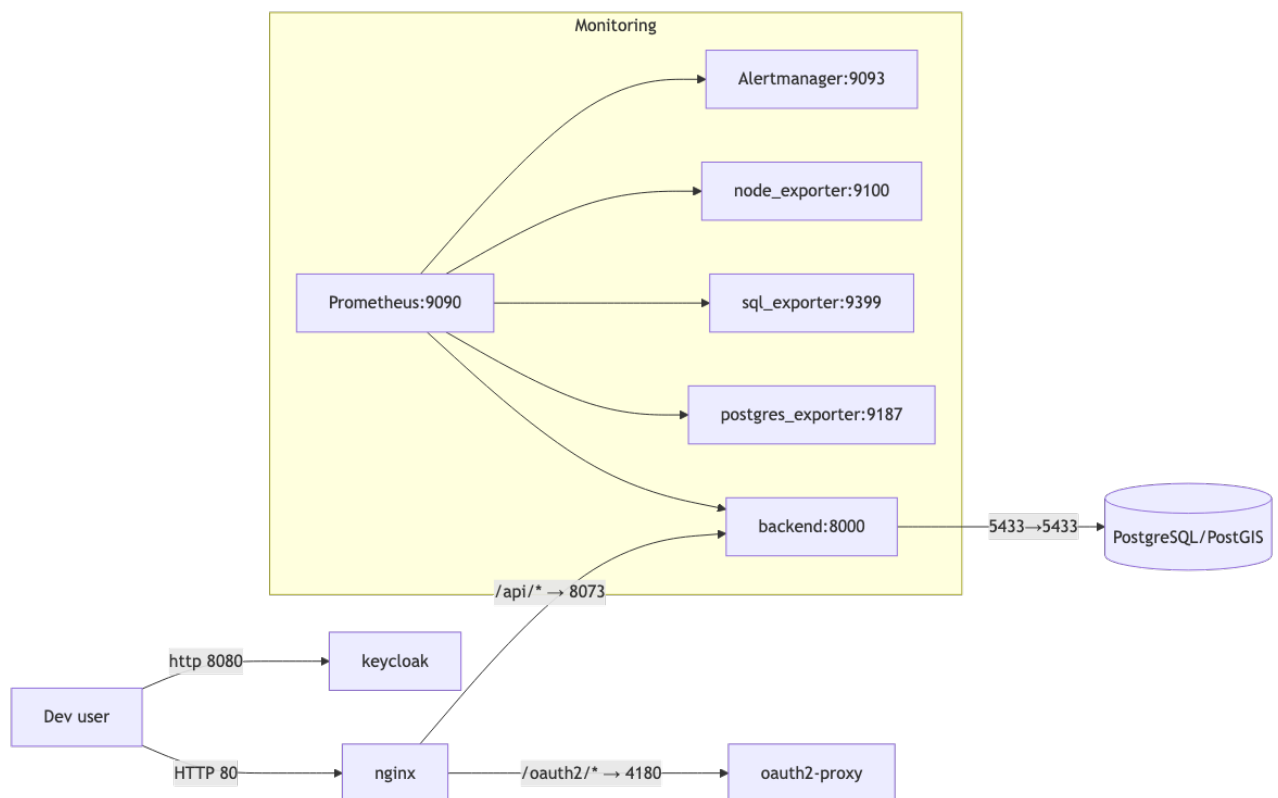 Monitoring
Alertmanager:9093
node_exporter:9100
Prometheus:9090
sql_exporter:9399
postgres_exporter:9187
backend:8000
5433→5433
PostgreSQL/PostGIS
/api/* → 8073
http 8080
keycloak
Dev user
HTTP 80
nginx
/oauth2/* → 4180
oauth2-proxy